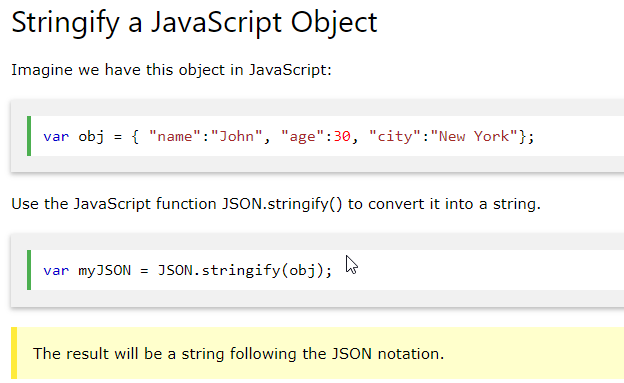 Stringify a JavaScript Object
Imagine we have this object in JavaScript:
var obj = { "name":"John", "age":30, "city":"New York"};
Use the JavaScript function JSON.stringify() to convert it into a string.
var myJSON = JSON.stringify(obj);
The result will be a string following the JSON notation.